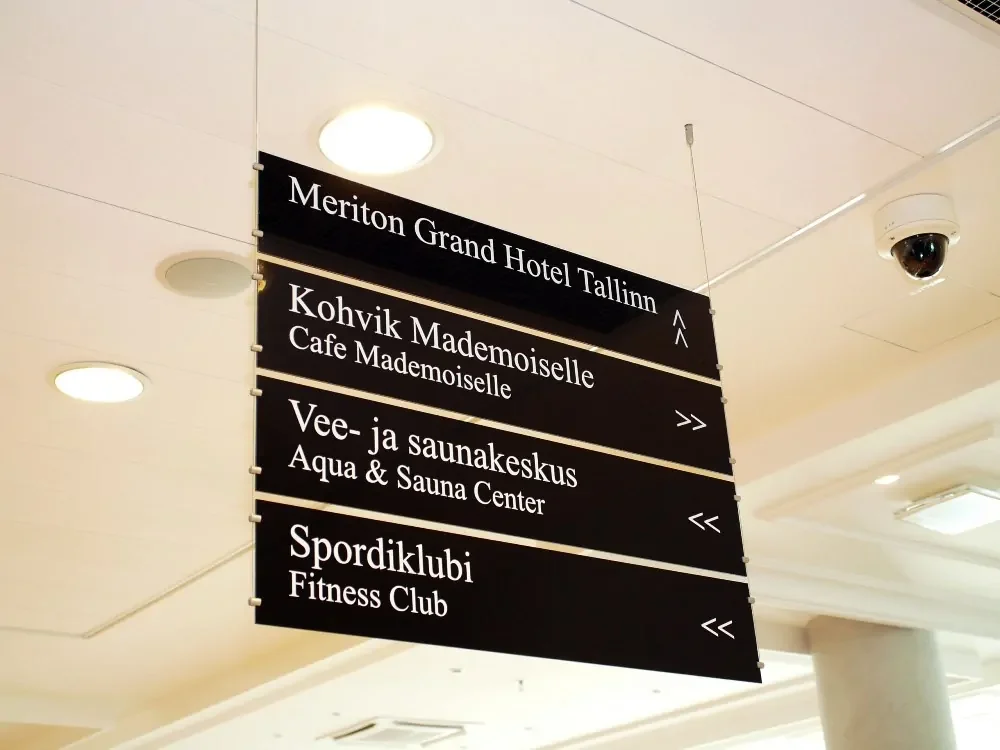 Meriton Grand Hotel Tallinn
Kohvik Mademoiselle
Cafe Mademoiselle
>>
Vee- ja saunakeskus
Aqua & Sauna Center
<<
Spordiklubi
Fitness Club
<<